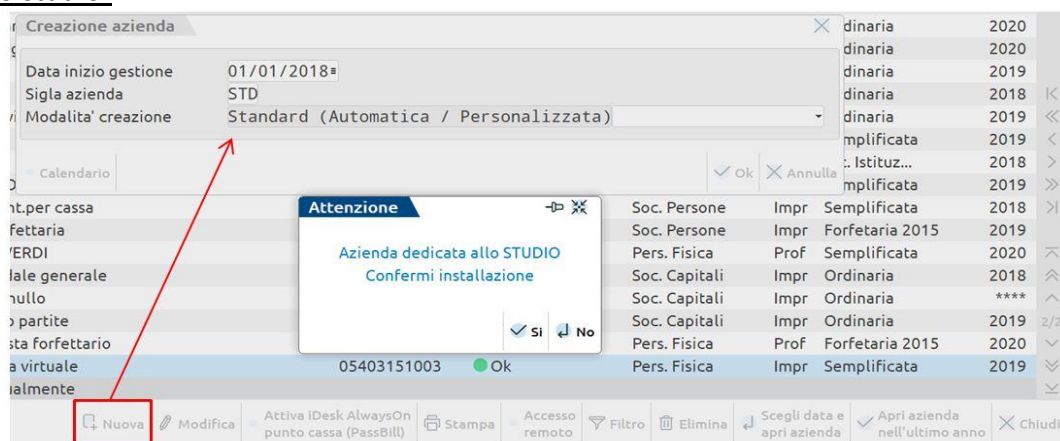 Creazione azienda
dinaria 2020
dinaria 2020
Data inizio gestione 01/01/2018 dinaria 2019
Sigla azienda STD dinaria 2018
Modalita' creazione Standard (Automatica / Personalizzata) dinaria 2019
mplificata 2019
. Istituz... 2018
Calendario Ok Annulla mplificata 2019
nt.per cassa Soc. Persone Impr Semplificata 2018
fettaria Soc. Persone Impr Forfetaria 2015 2019
VERDI Pers. Fisica Prof Semplificata 2020
dale generale Soc. Capitali Impr Ordinaria 2018
nullo Soc. Capitali Impr Ordinaria ****
o partite Soc. Capitali Impr Ordinaria 2019 2/2
sta forfettario Pers. Fisica Prof Forfetaria 2015 2020
a virtuale 05403151003 Ok Pers. Fisica Impr Semplificata 2019
ualmente
Attenzione
Azienda dedicata allo STUDIO
Confermi installazione
Si No
Nuova Modifica Attiva iDesk AlwaysOn punto cassa (PassBill) Stampa Accesso remoto Filtro Elimina Scegli data e apri azienda Apri azienda nell'ultimo anno Chiudi